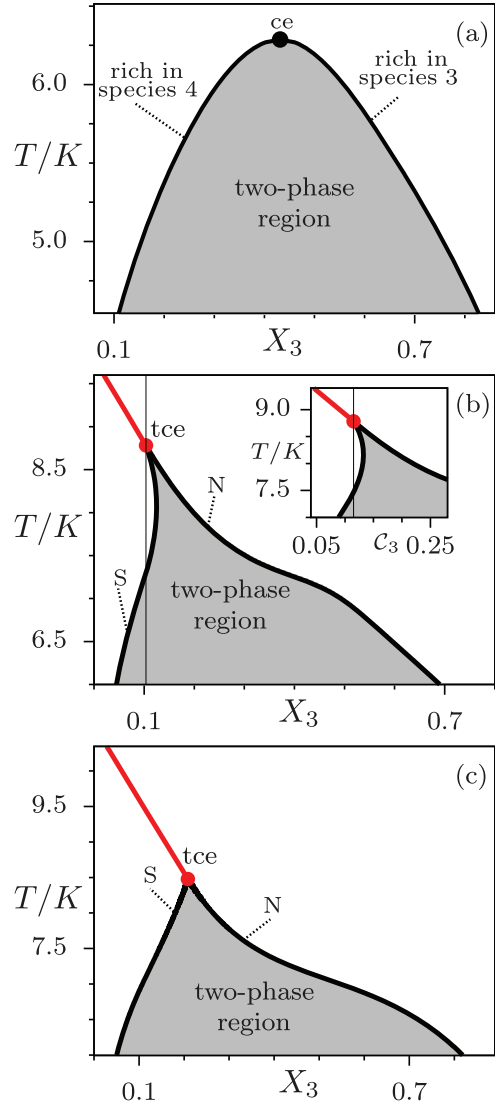 ce
(a)
rich in
species 4
rich in
species 3
6.0
T/K
two-phase
region
5.0
0.1
X₃
0.7
(b)
tce
9.0
T/K
7.5
0.05
C₃
0.25
8.5
N
T/K
S
two-phase
region
6.5
0.1
X₃
0.7
(c)
9.5
tce
S
T/K
N
7.5
two-phase
region
0.1
X₃
0.7